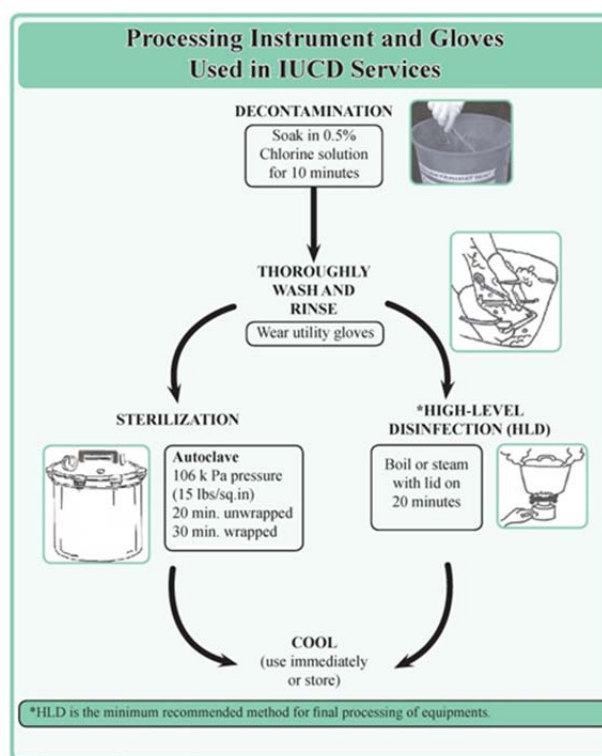 Processing Instrument and Gloves
Used in IUCD Services
DECONTAMINATION
Soak in 0.5%
Chlorine solution
for 10 minutes
THOROUGHLY
WASH AND
RINSE
Wear utility gloves
STERILIZATION
Autoclave
106 k Pa pressure
(15 lbs/sq.in)
20 min. unwrapped
30 min. wrapped
*HIGH-LEVEL
DISINFECTION (HLD)
Boil or steam
with lid on
20 minutes
COOL
(use immediately
or store)
*HLD is the minimum recommended method for final processing of equipments.